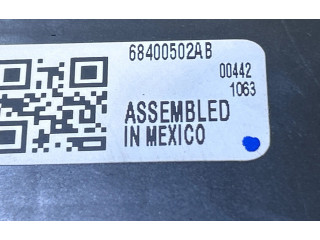 68400502AB
00442
1063
ASSEMBLED
IN MEXICO